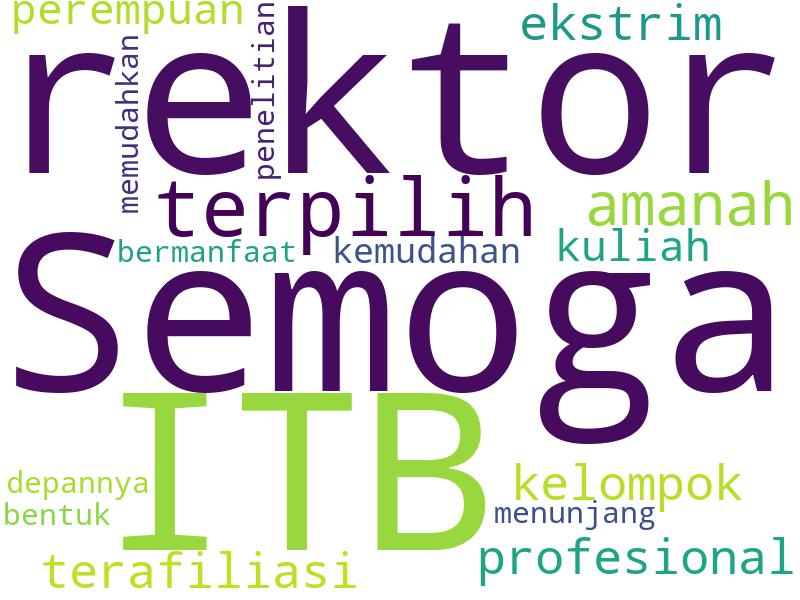 perempuan
ekstrim
rektor
memudahkan
penelitian
terpilih
amanah
bermanfaat
kemudahan
kuliah
Semoga
ITB
depannya
kelompok
bentuk
menunjang
terafiliasi
profesional